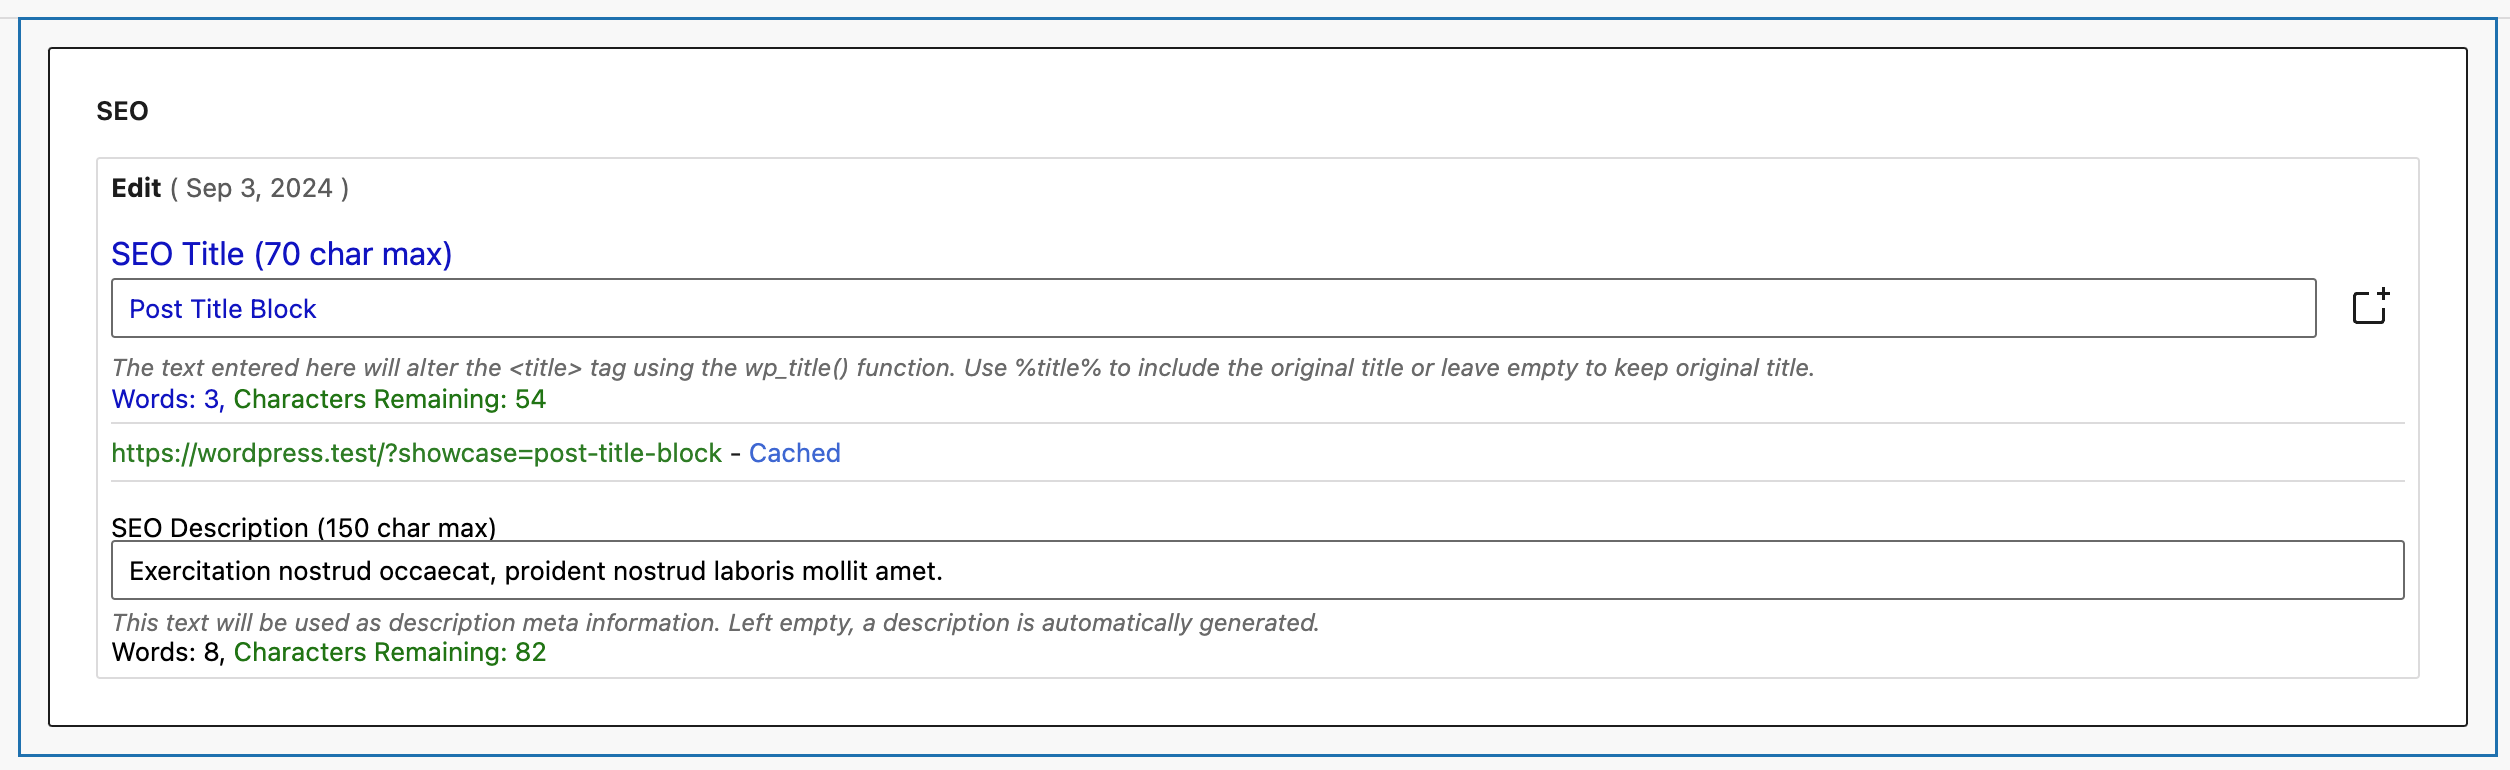 SEO
Edit ( Sep 3, 2024 )
SEO Title (70 char max)
Post Title Block
The text entered here will alter the <title> tag using the wp_title() function. Use %title% to include the original title or leave empty to keep original title.
Words: 3, Characters Remaining: 54
https://wordpress.test/?showcase=post-title-block - Cached
SEO Description (150 char max)
Exercitation nostrud occaecat, proident nostrud laboris mollit amet.
This text will be used as description meta information. Left empty, a description is automatically generated.
Words: 8, Characters Remaining: 82